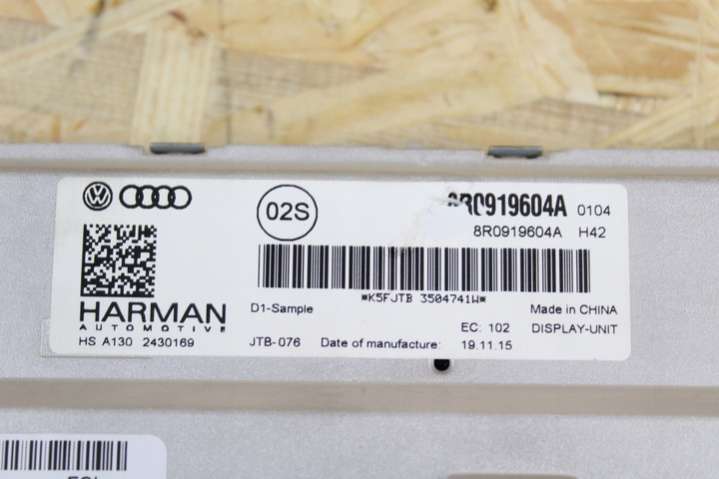 02S
8R0919604A 0104
8R0919604A H42
*K5FJTB 3504741W*
HARMAN
AUTOMOTIVE
D1-Sample
Made in CHINA
EC: 102 DISPLAY-UNIT
HS A130 2430169
JTB-076 Date of manufacture: 19.11.15